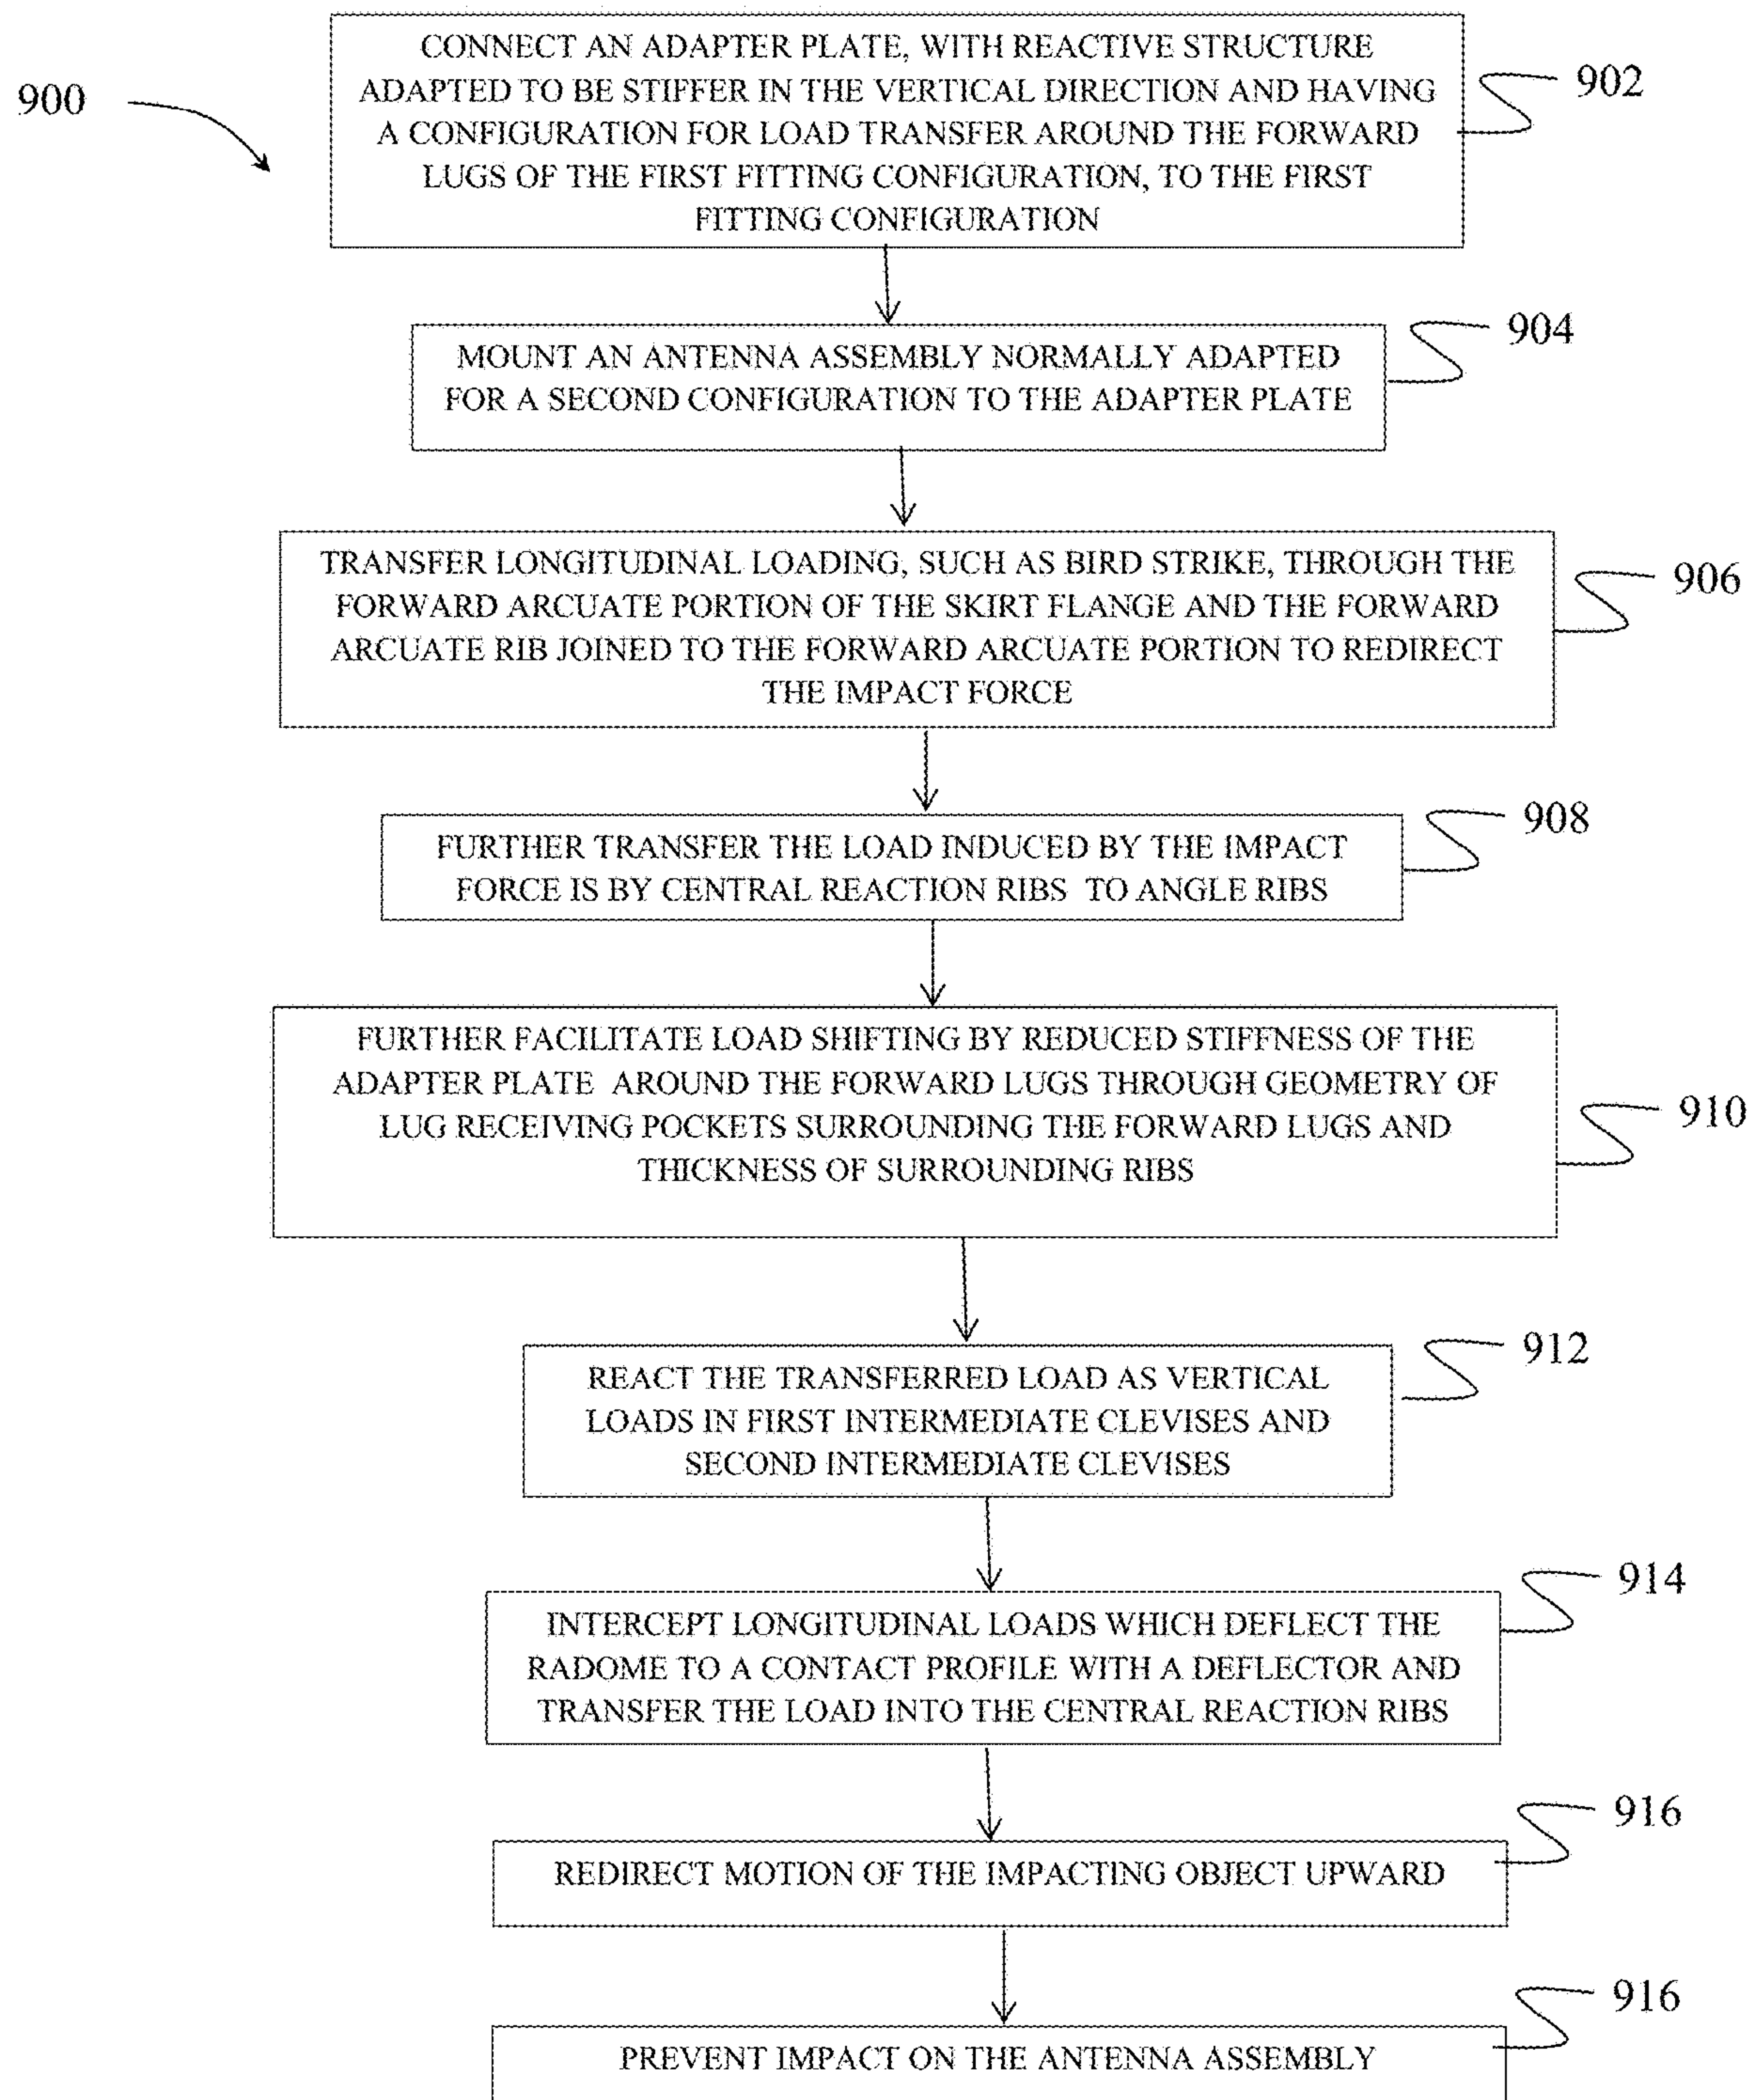 900
CONNECT AN ADAPTER PLATE, WITH REACTIVE STRUCTURE
ADAPTED TO BE STIFFER IN THE VERTICAL DIRECTION AND HAVING
A CONFIGURATION FOR LOAD TRANSFER AROUND THE FORWARD
LUGS OF THE FIRST FITTING CONFIGURATION, TO THE FIRST
FITTING CONFIGURATION
902
MOUNT AN ANTENNA ASSEMBLY NORMALLY ADAPTED
FOR A SECOND CONFIGURATION TO THE ADAPTER PLATE
904
TRANSFER LONGITUDINAL LOADING, SUCH AS BIRD STRIKE, THROUGH THE
FORWARD ARCUATE PORTION OF THE SKIRT FLANGE AND THE FORWARD
ARCUATE RIB JOINED TO THE FORWARD ARCUATE PORTION TO REDIRECT
THE IMPACT FORCE
906
FURTHER TRANSFER THE LOAD INDUCED BY THE IMPACT
FORCE IS BY CENTRAL REACTION RIBS TO ANGLE RIBS
908
FURTHER FACILITATE LOAD SHIFTING BY REDUCED STIFFNESS OF THE
ADAPTER PLATE AROUND THE FORWARD LUGS THROUGH GEOMETRY OF
LUG RECEIVING POCKETS SURROUNDING THE FORWARD LUGS AND
THICKNESS OF SURROUNDING RIBS
910
REACT THE TRANSFERRED LOAD AS VERTICAL
LOADS IN FIRST INTERMEDIATE CLEVISES AND
SECOND INTERMEDIATE CLEVISES
912
INTERCEPT LONGITUDINAL LOADS WHICH DEFLECT THE
RADOME TO A CONTACT PROFILE WITH A DEFLECTOR AND
TRANSFER THE LOAD INTO THE CENTRAL REACTION RIBS
914
REDIRECT MOTION OF THE IMPACTING OBJECT UPWARD
916
PREVENT IMPACT ON THE ANTENNA ASSEMBLY
916